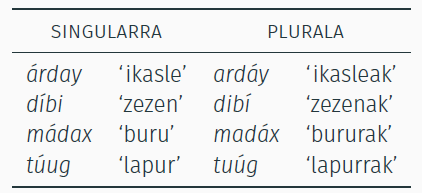 SINGULARRA PLURALA
árday ‘ikasle’ ardáy ‘ikasleak’
díbi ‘zezen’ dibí ‘zezenak’
mádax ‘buru’ madáx ‘bururak’
túug ‘lapur’ tuúg ‘lapurrak’